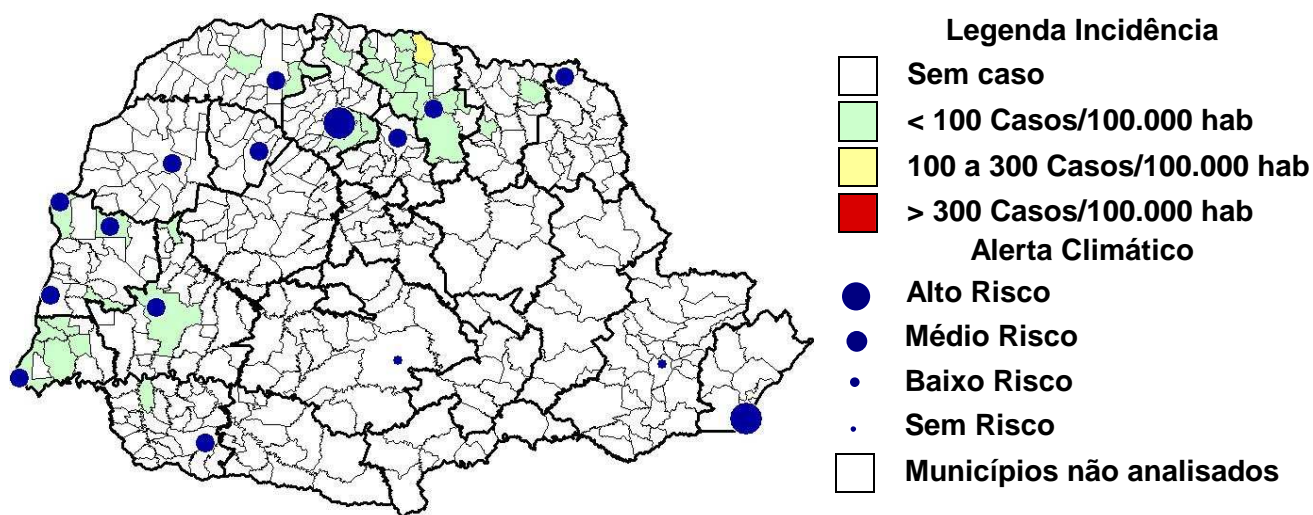 Legenda Incidência
Sem caso
< 100 Casos/100.000 hab
100 a 300 Casos/100.000 hab
> 300 Casos/100.000 hab
Alerta Climático
Alto Risco
Médio Risco
Baixo Risco
Sem Risco
Municípios não analisados